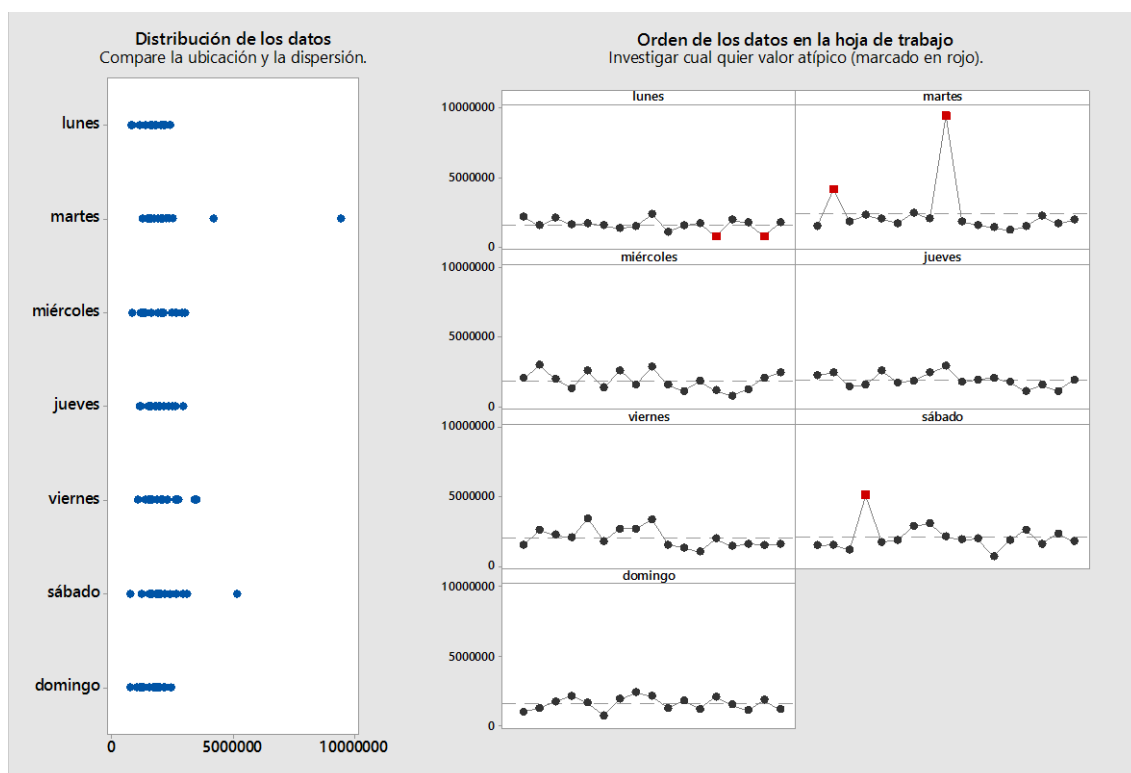 Distribución de los datos
Compare la ubicación y la dispersión.
lunes
martes
miércoles
jueves
viernes
sábado
domingo
0
5000000
10000000
Orden de los datos en la hoja de trabajo
Investigar cual quier valor atípico (marcado en rojo).
lunes
martes
10000000
5000000
0
miércoles
jueves
10000000
5000000
0
viernes
sábado
10000000
5000000
0
domingo
10000000
5000000
0